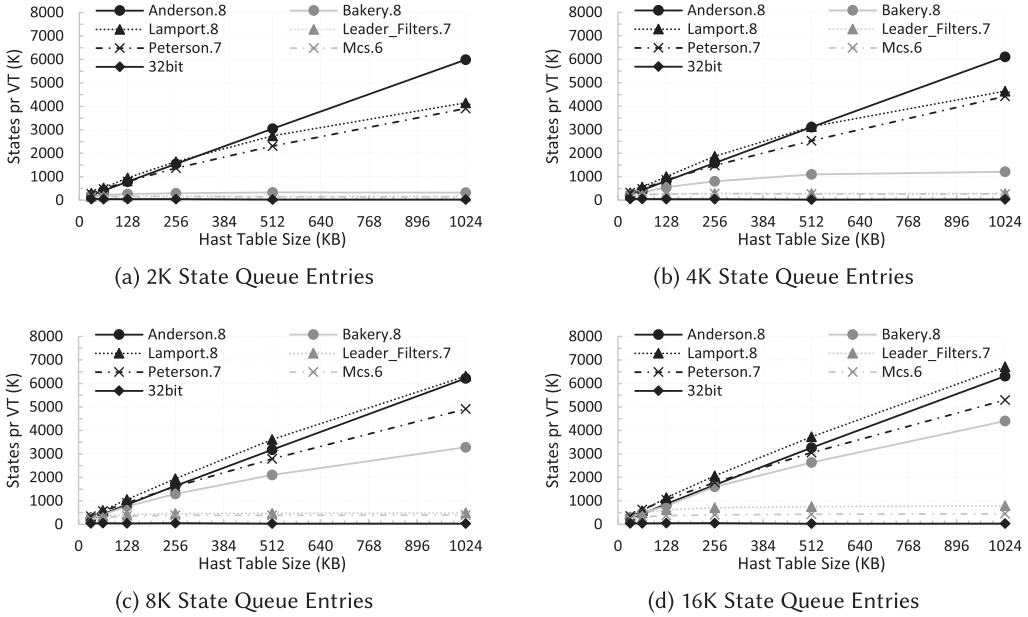 8000
7000
6000
5000
4000
3000
2000
1000
0
States pr VT (K)
Anderson.8
Bakery.8
Lamport.8
Leader_Filters.7
Peterson.7
Mcs.6
32bit
0 128 256 384 512 640 768 896 1024
Hast Table Size (KB)
(a) 2K State Queue Entries
8000
7000
6000
5000
4000
3000
2000
1000
0
States pr VT (K)
Anderson.8
Bakery.8
Lamport.8
Leader_Filters.7
Peterson.7
Mcs.6
32bit
0 128 256 384 512 640 768 896 1024
Hast Table Size (KB)
(b) 4K State Queue Entries
8000
7000
6000
5000
4000
3000
2000
1000
0
States pr VT (K)
Anderson.8
Bakery.8
Lamport.8
Leader_Filters.7
Peterson.7
Mcs.6
32bit
0 128 256 384 512 640 768 896 1024
Hast Table Size (KB)
(c) 8K State Queue Entries
8000
7000
6000
5000
4000
3000
2000
1000
0
States pr VT (K)
Anderson.8
Bakery.8
Lamport.8
Leader_Filters.7
Peterson.7
Mcs.6
32bit
0 128 256 384 512 640 768 896 1024
Hast Table Size (KB)
(d) 16K State Queue Entries